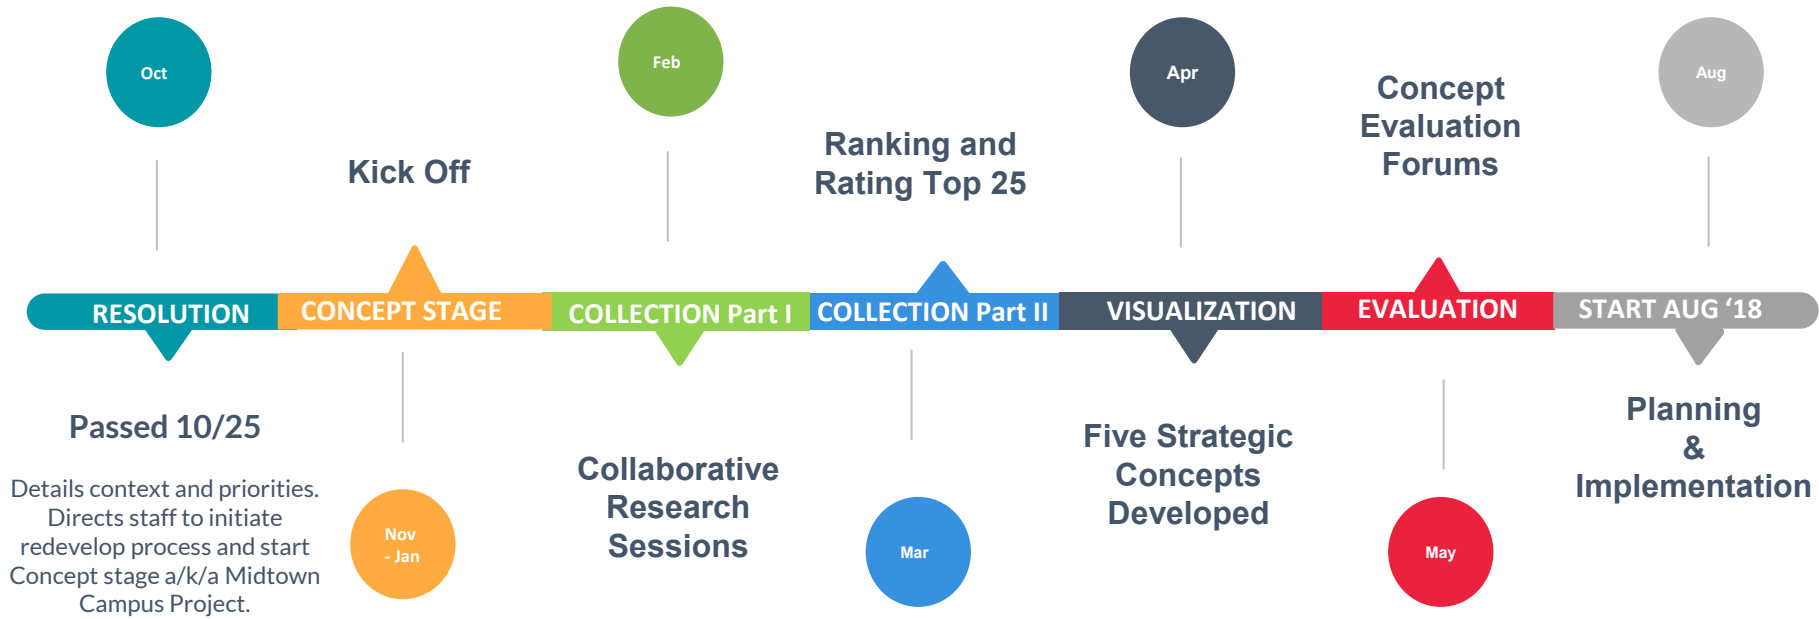 Oct
RESOLUTION
Passed 10/25
Details context and priorities.
Directs staff to initiate
redevelop process and start
Concept stage a/k/a Midtown
Campus Project.
Kick Off
CONCEPT STAGE
Nov
- Jan
Feb
COLLECTION Part I
Collaborative
Research
Sessions
Ranking and
Rating Top 25
COLLECTION Part II
Mar
Apr
VISUALIZATION
Five Strategic
Concepts
Developed
Concept
Evaluation
Forums
EVALUATION
May
Aug
START AUG ‘18
Planning
&
Implementation